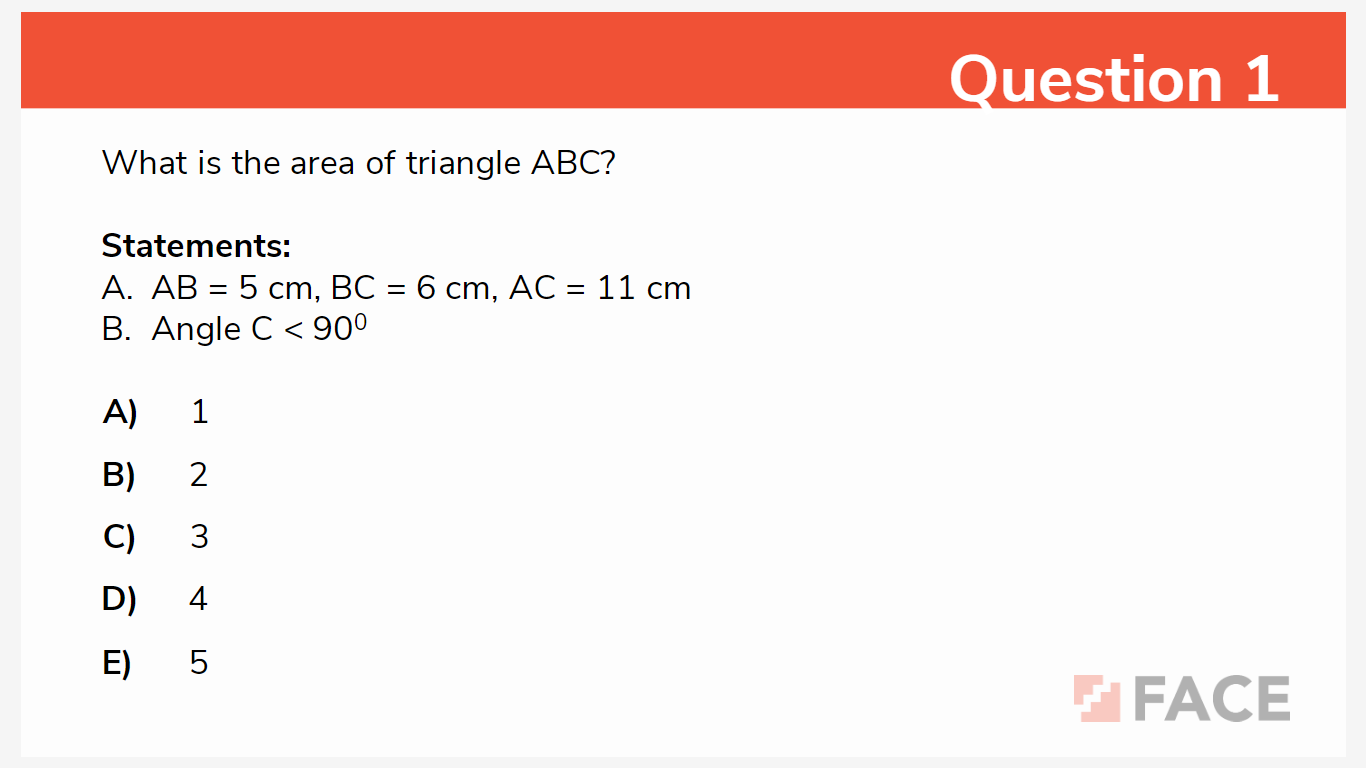 Question 1
What is the area of triangle ABC?
Statements:
A. AB = 5 cm, BC = 6 cm, AC = 11 cm
B. Angle C < 90⁰
A) 1
B) 2
C) 3
D) 4
E) 5
FACE